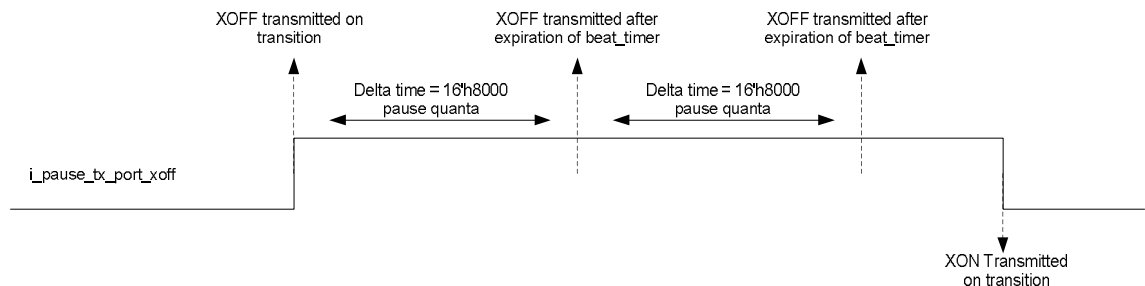 XOFF transmitted on
transition
XOFF transmitted after
expiration of beat_timer
XOFF transmitted after
expiration of beat_timer
Delta time = 16'h8000
pause quanta
Delta time = 16'h8000
pause quanta
i_pause_tx_port_xoff
XON Transmitted
on transition